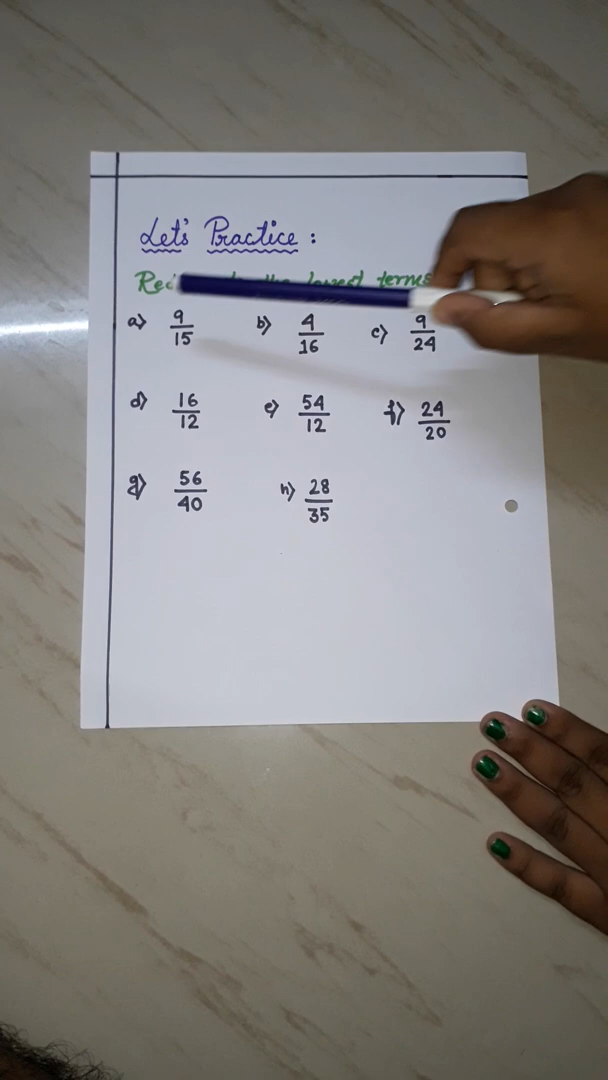 Let's Practice :
the lowest terms
a) 9/15 b) 4/16 c) 9/24
d) 16/12 e) 54/12 f) 24/20
g) 56/40 h) 28/35